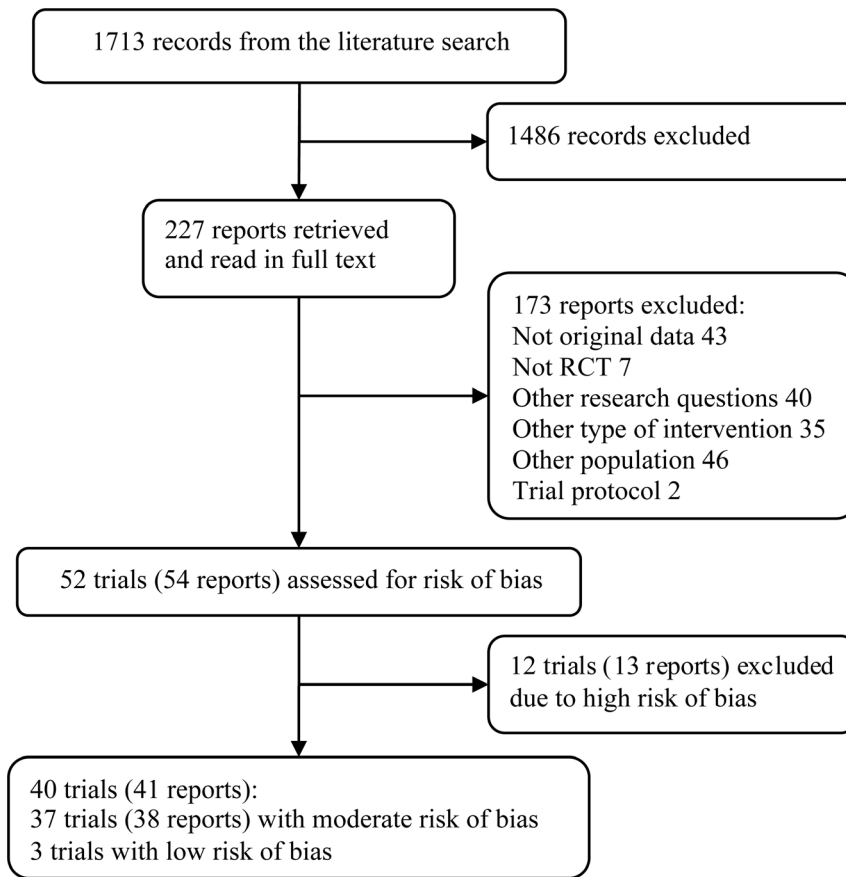 1713 records from the literature search
1486 records excluded
227 reports retrieved
and read in full text
173 reports excluded:
Not original data 43
Not RCT 7
Other research questions 40
Other type of intervention 35
Other population 46
Trial protocol 2
52 trials (54 reports) assessed for risk of bias
12 trials (13 reports) excluded
due to high risk of bias
40 trials (41 reports):
37 trials (38 reports) with moderate risk of bias
3 trials with low risk of bias